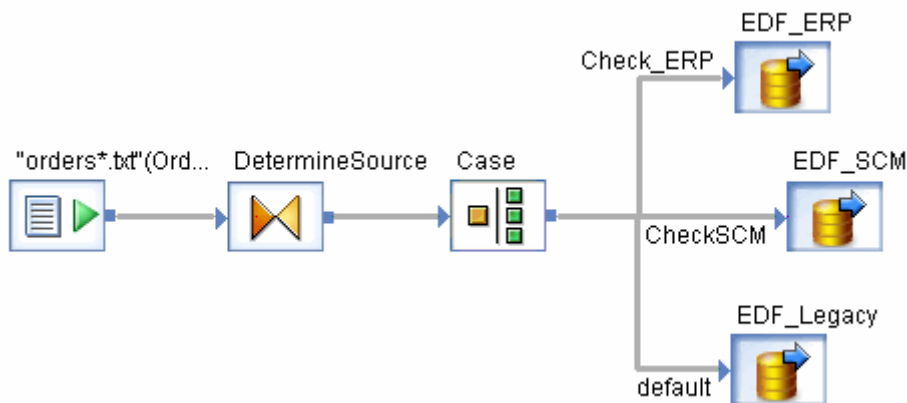 EDF_ERP
Check_ERP
"orders*.txt"(Ord...
DetermineSource
Case
EDF_SCM
CheckSCM
EDF_Legacy
default